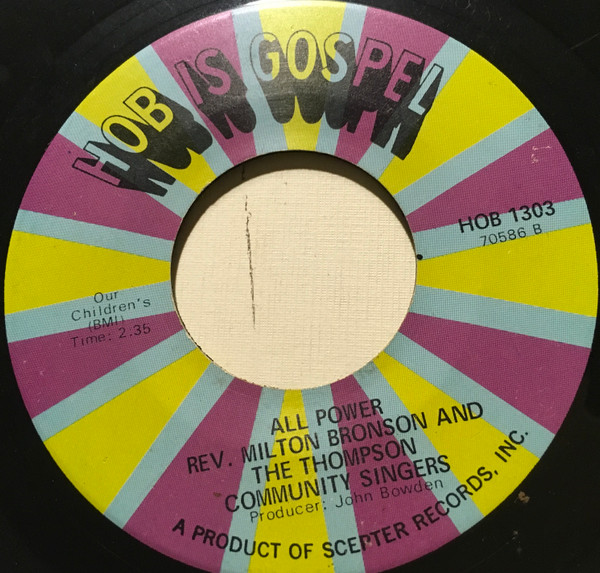 HOB IS GOSPEL
HOB 1303
70586 B
Our
Children's
(BMI)
Time: 2:35
ALL POWER
REV. MILTON BRONSON AND
THE THOMPSON
COMMUNITY SINGERS
Producer: John Bowden
A PRODUCT OF SCEPTER RECORDS, INC.